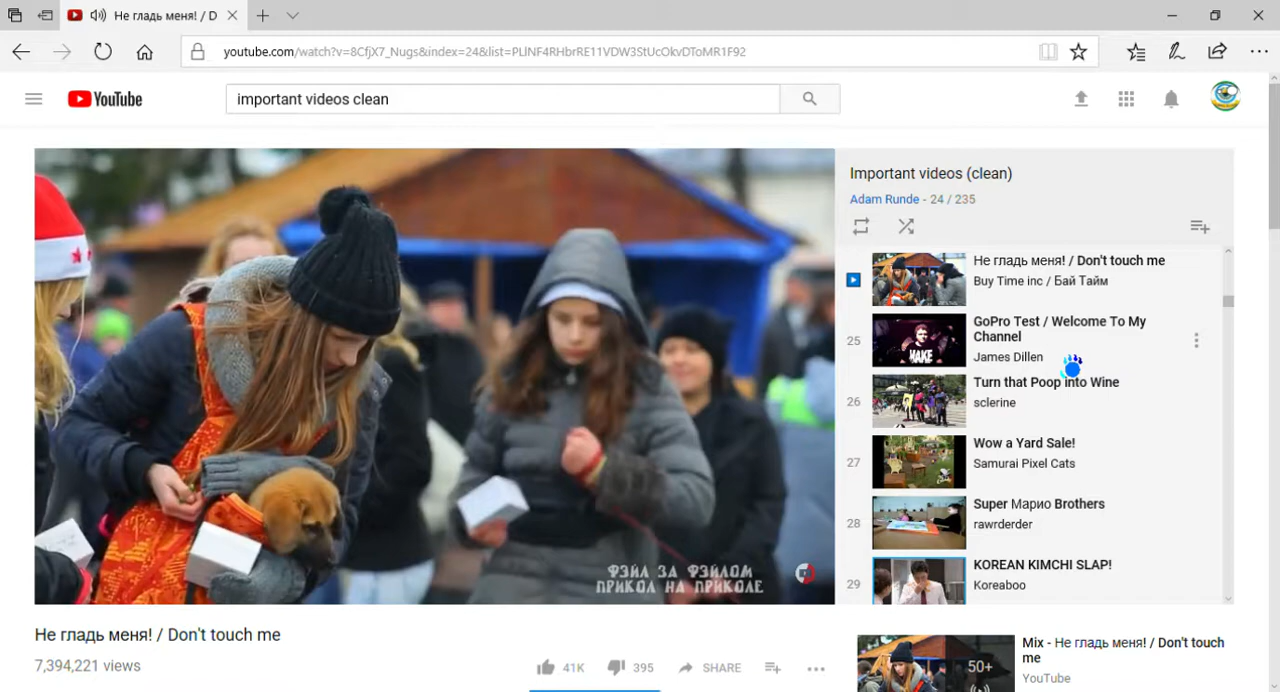 Не гладь меня! / D
youtube.com/watch?v=8CfjX7_Nugs&index=24&list=PLlNF4RHbrRE11VDW3StUcOkvDToMR1F92
YouTube
important videos clean
Important videos (clean)
Adam Runde - 24 / 235
Не гладь меня! / Don't touch me
Buy Time inc / Бай Тайм
25
GoPro Test / Welcome To My
Channel
James Dillen
MAKE
26
Turn that Poop into Wine
sclerine
27
Wow a Yard Sale!
Samurai Pixel Cats
28
Super Марио Brothers
rawrderder
29
KOREAN KIMCHI SLAP!
Koreaboo
ФЭЙЛ ЗА ФЭЙЛОМ
ПРИКОЛ НА ПРИКОЛЕ
Не гладь меня! / Don't touch me
7,394,221 views
41K
395
SHARE
50+
Mix - Не гладь меня! / Don't touch
me
YouTube